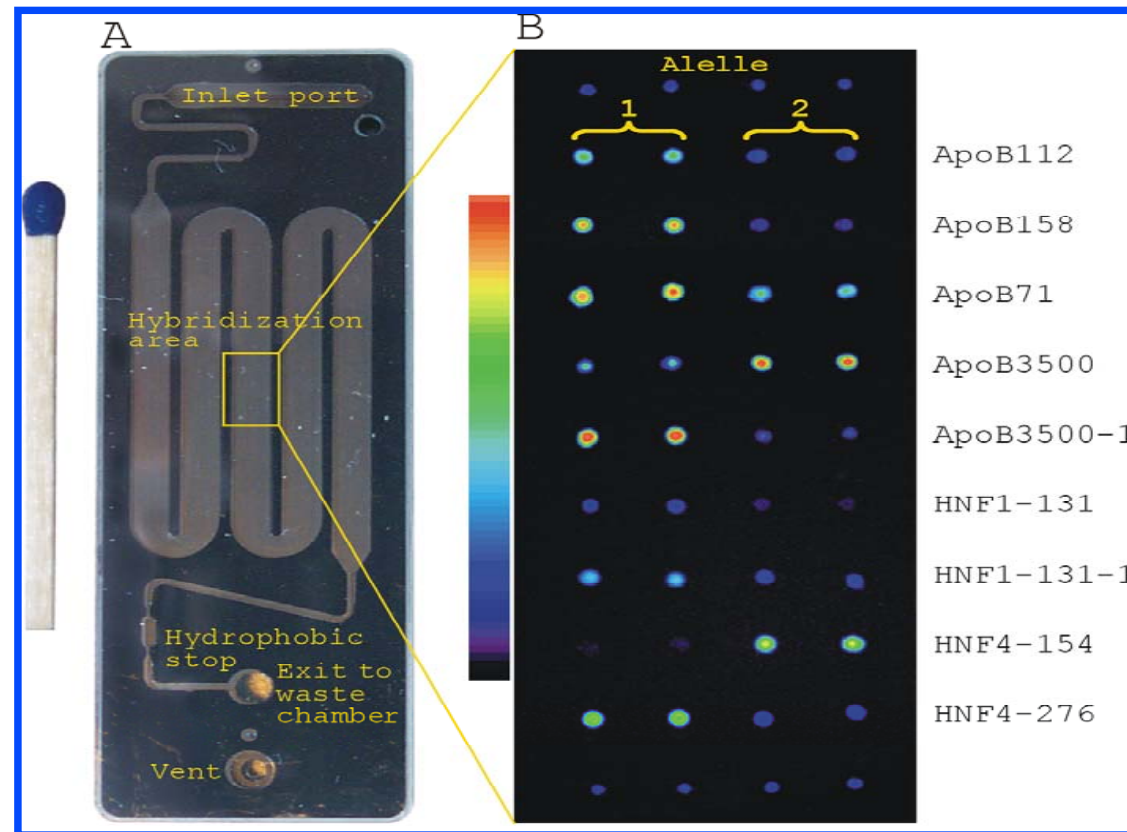 A
Inlet port
Hybridization
area
Hydrophobic
stop
Exit to
waste
chamber
Vent
B
Alelle
1
2
ApoB112
ApoB158
ApoB71
ApoB3500
ApoB3500-1
HNF1-131
HNF1-131-1
HNF4-154
HNF4-276